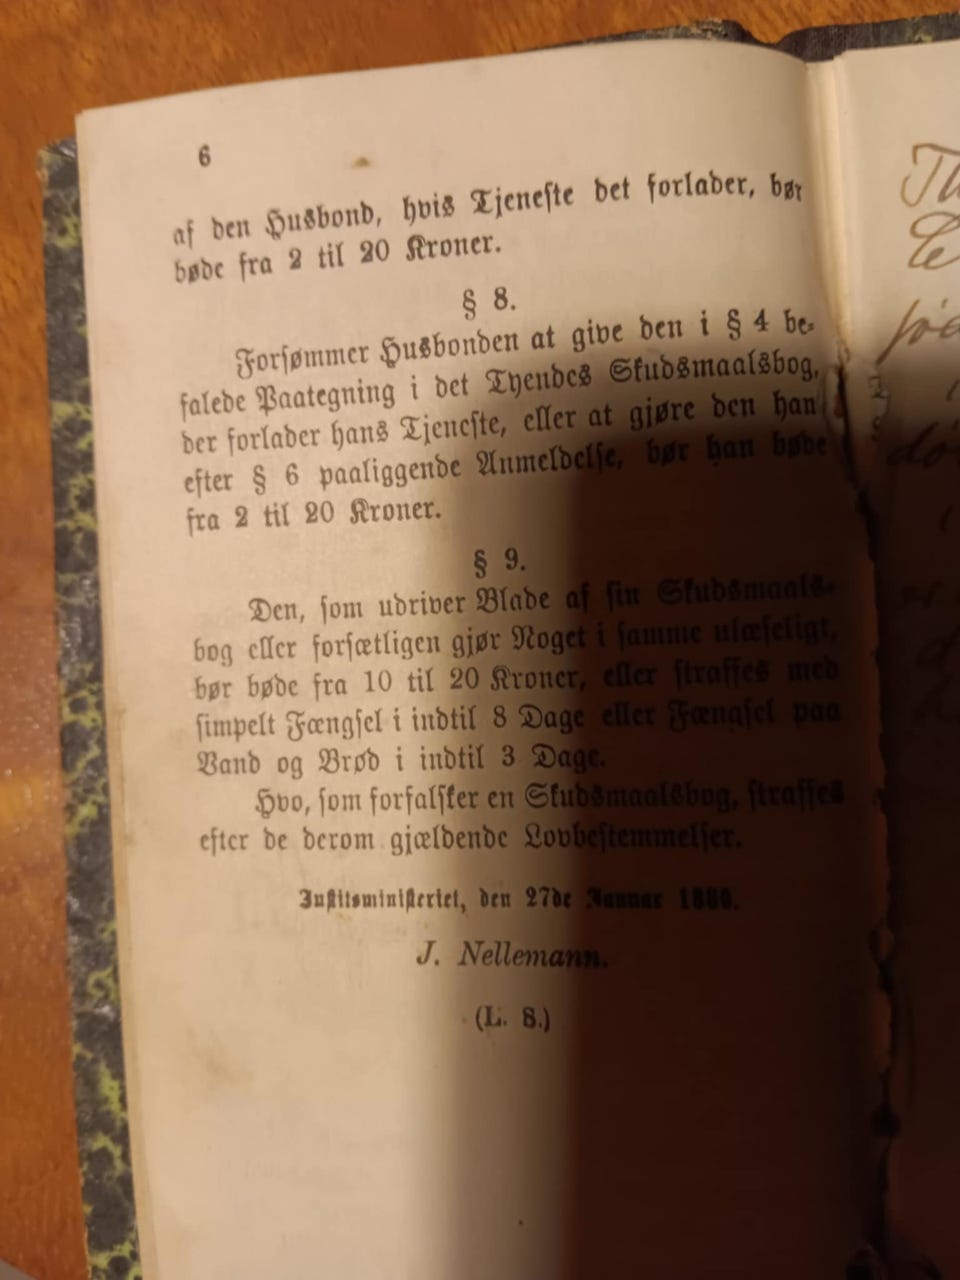 6
af den Husbond, hvis Tjeneste det forlader, bør
bøde fra 2 til 20 Kroner.
§ 8.
Forsømmer Husbonden at give den i § 4 be-
falede Paategning i det Tyendes Skudsmaalsbog,
der forlader hans Tjeneste, eller at gjøre den han
efter § 6 paaliggende Anmeldelse, bør han bøde
fra 2 til 20 Kroner.
§ 9.
Den, som udriver Blade af sin Skudsmaals-
bog eller forsætligen gjør Noget i samme ulæseligt,
bør bøde fra 10 til 20 Kroner, eller straffes med
simpelt Fængsel i indtil 8 Dage eller Fængsel paa
Vand og Brød i indtil 3 Dage.
Hvo, som forfalsker en Skudsmaalsbog, straffes
efter de derom gjældende Lovbestemmelser.
Justitsministeriet, den 27de Januar 1880.
J. Nellemann.
(L. S.)